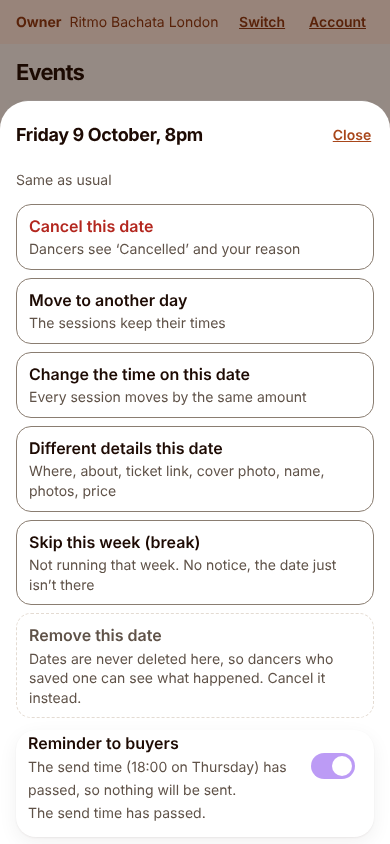 Owner Ritmo Bachata London Switch Account
Events
Friday 9 October, 8pm Close
Same as usual
Cancel this date
Dancers see ‘Cancelled’ and your reason
Move to another day
The sessions keep their times
Change the time on this date
Every session moves by the same amount
Different details this date
Where, about, ticket link, cover photo, name,
photos, price
Skip this week (break)
Not running that week. No notice, the date just
isn’t there
Remove this date
Dates are never deleted here, so dancers who
saved one can see what happened. Cancel it
instead.
Reminder to buyers
The send time (18:00 on Thursday) has
passed, so nothing will be sent.
The send time has passed.